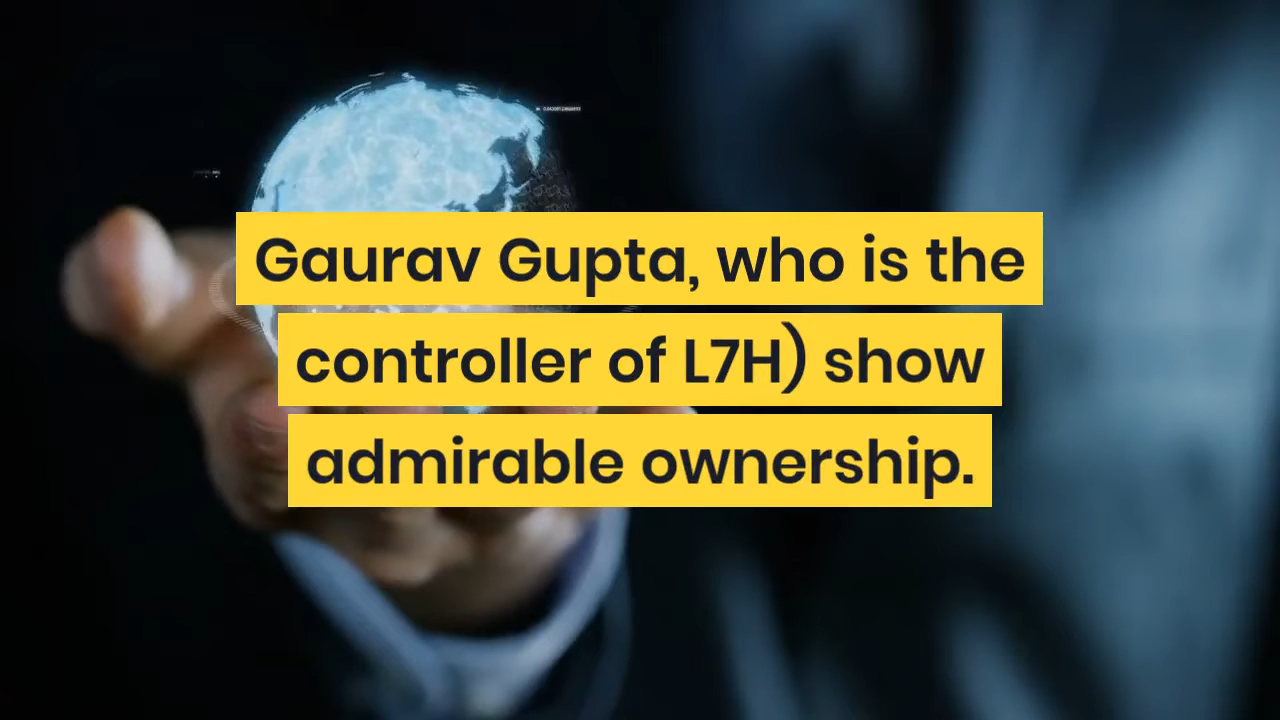 Gaurav Gupta, who is the
controller of L7H) show
admirable ownership.